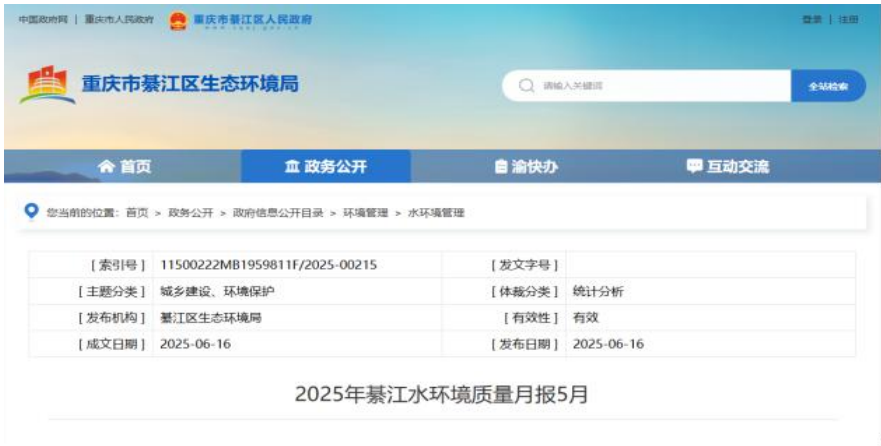 中国政府网 | 重庆市人民政府 重庆市綦江区人民政府 登录 | 注册
重庆市綦江区生态环境局 请输入关键词 全站检索
首页 政务公开 渝快办 互动交流
您当前的位置：首页 > 政务公开 > 政府信息公开目录 > 环境管理 > 水环境管理
[ 索引号 ] 11500222MB1959811F/2025-00215 [ 发文字号 ]
[ 主题分类 ] 城乡建设、环境保护 [ 体裁分类 ] 统计分析
[ 发布机构 ] 綦江区生态环境局 [ 有效性 ] 有效
[ 成文日期 ] 2025-06-16 [ 发布日期 ] 2025-06-16
2025年綦江水环境质量月报5月